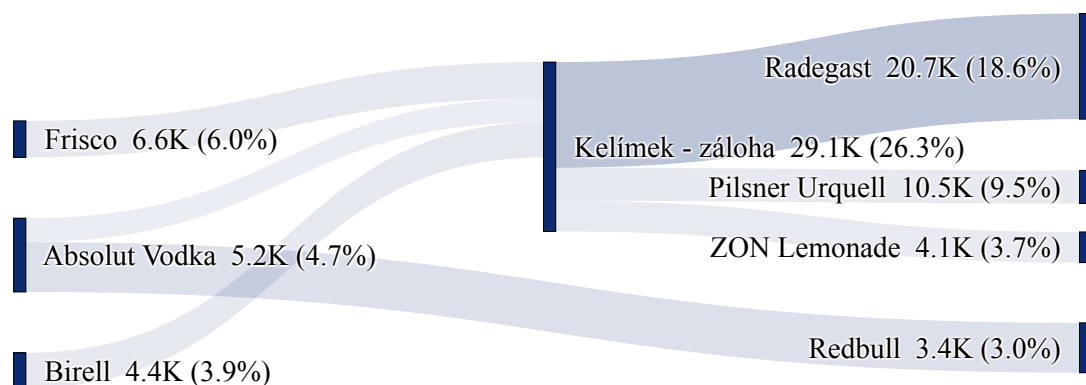 Frisco 6.6K (6.0%)
Absolut Vodka 5.2K (4.7%)
Birell 4.4K (3.9%)
Kelímek - záloha 29.1K (26.3%)
Radegast 20.7K (18.6%)
Pilsner Urquell 10.5K (9.5%)
ZON Lemonade 4.1K (3.7%)
Redbull 3.4K (3.0%)